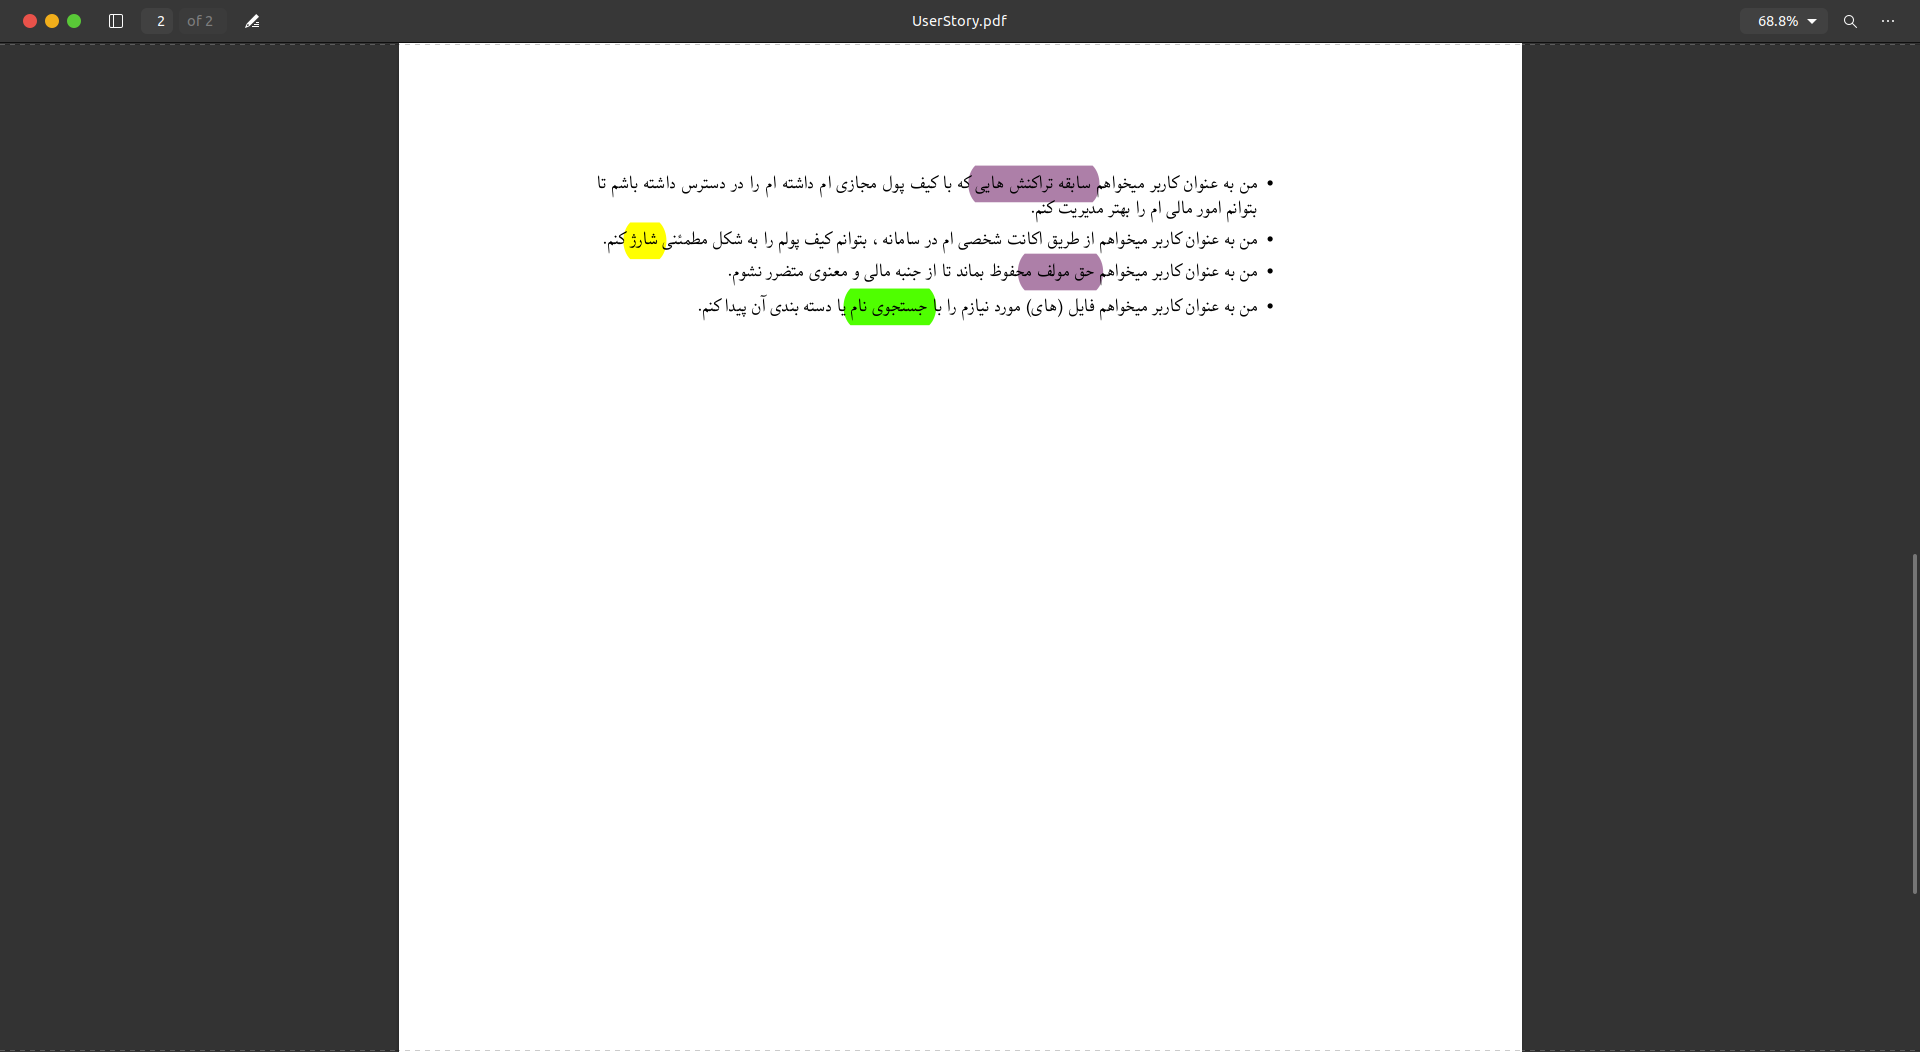 2 of 2 UserStory.pdf 68.8%
• من به عنوان کاربر میخواهم سابقه تراکنش هایی که با کیف پول مجازی ام داشته ام را در دسترس داشته باشم تا
بتوانم امور مالی ام را بهتر مدیریت کنم.
• من به عنوان کاربر میخواهم از طریق اکانت شخصی ام در سامانه ، بتوانم کیف پولم را به شکل مطمئنی شارژ کنم.
• من به عنوان کاربر میخواهم حق مولف محفوظ بماند تا از جنبه مالی و معنوی متضرر نشوم.
• من به عنوان کاربر میخواهم فایل (های) مورد نیازم را با جستجوی نام یا دسته بندی آن پیدا کنم.